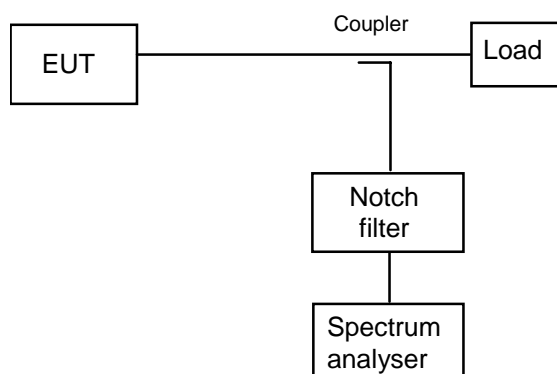 Coupler
EUT
Load
Notch
filter
Spectrum
analyser